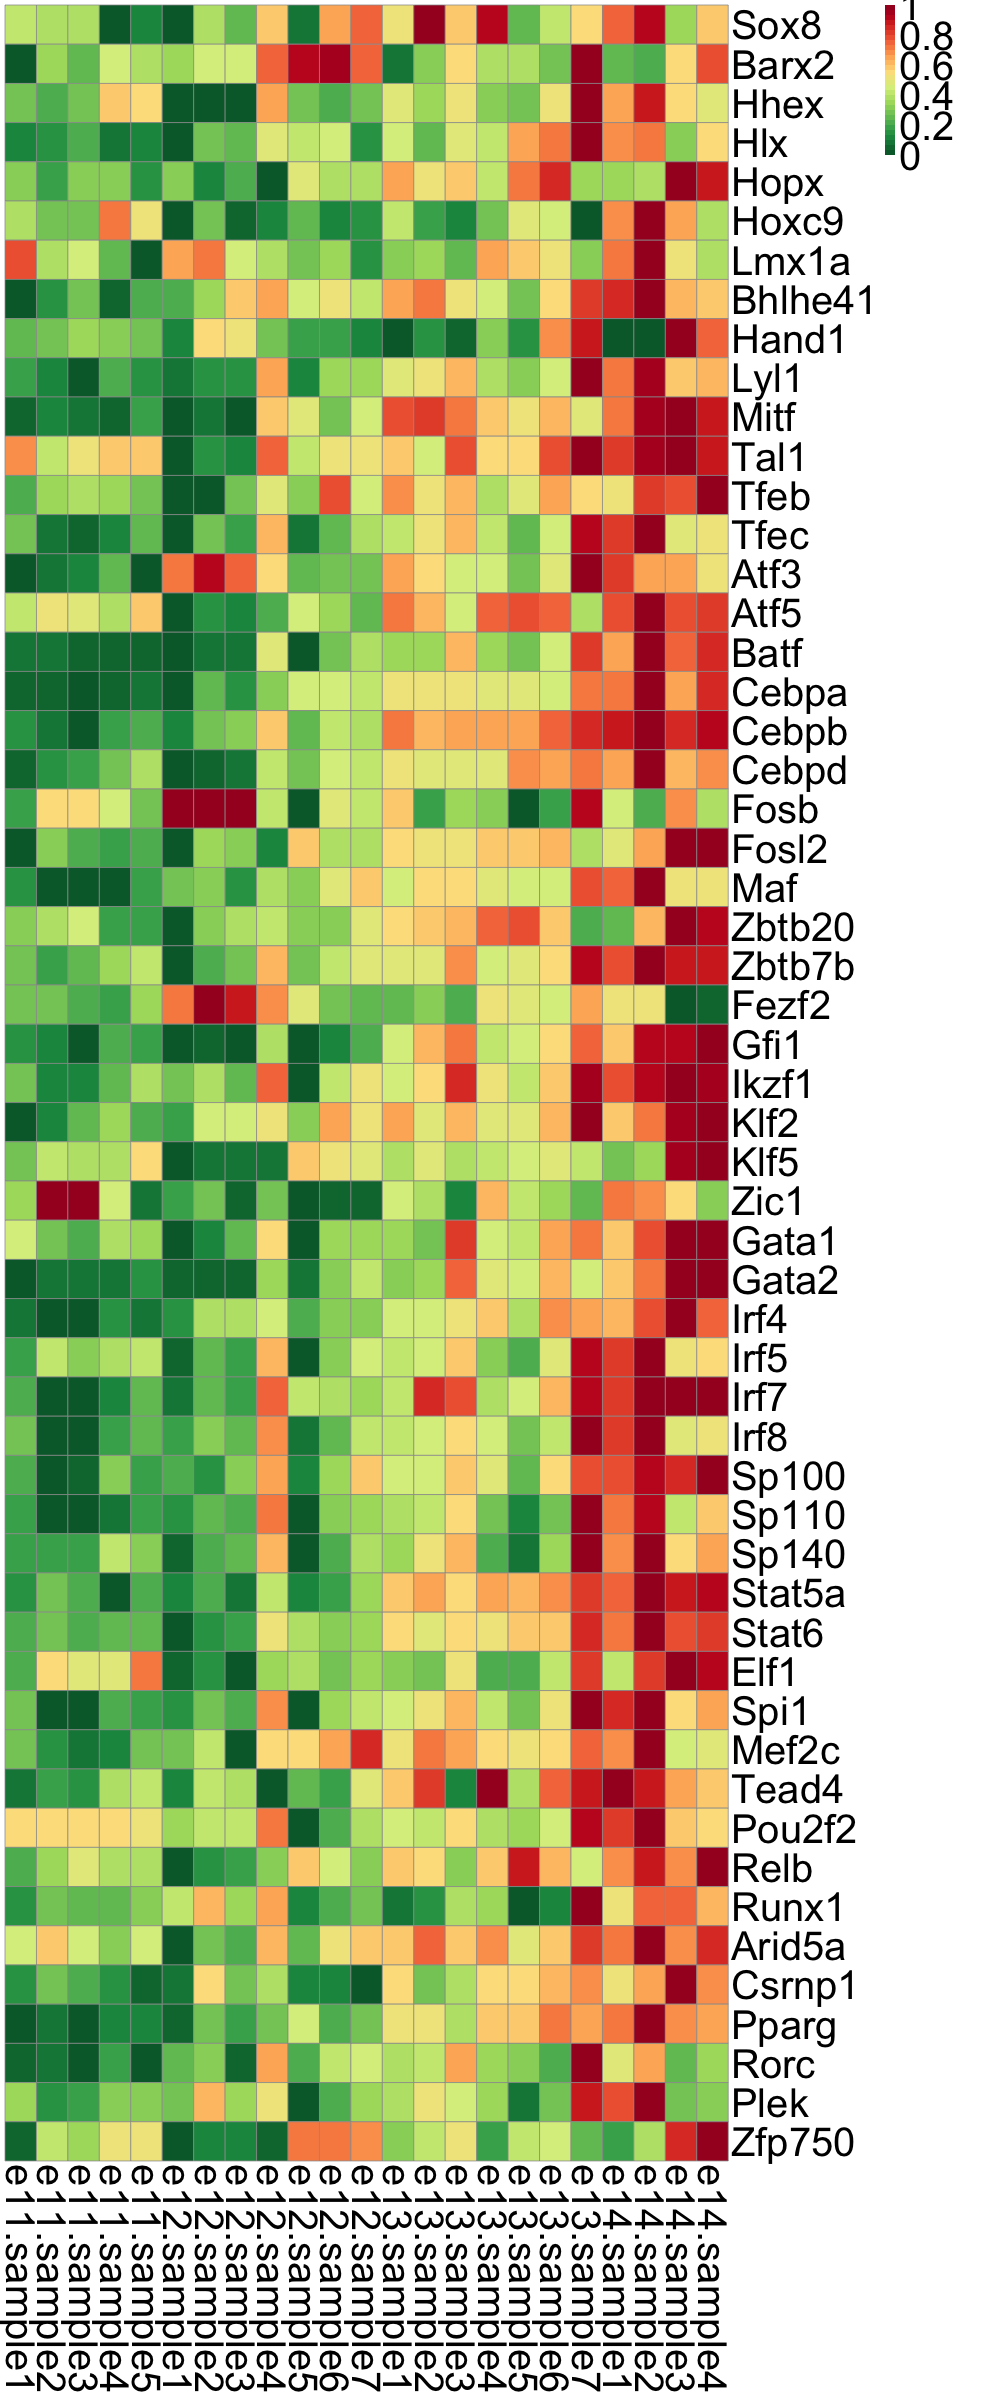 Sox8
Barx2
Hhex
Hlx
Hopx
Hoxc9
Lmx1a
Bhlhe41
Hand1
Lyl1
Mitf
Tal1
Tfeb
Tfec
Atf3
Atf5
Batf
Cebpa
Cebpb
Cebpd
Fosb
Fosl2
Maf
Zbtb20
Zbtb7b
Fezf2
Gfi1
Ikzf1
Klf2
Klf5
Zic1
Gata1
Gata2
Irf4
Irf5
Irf7
Irf8
Sp100
Sp110
Sp140
Stat5a
Stat6
Elf1
Spi1
Mef2c
Tead4
Pou2f2
Relb
Runx1
Arid5a
Csrnp1
Pparg
Rorc
Plek
Zfp750
1
0.8
0.6
0.4
0.2
0
e11.sample1
e11.sample2
e11.sample3
e11.sample4
e11.sample5
e12.sample1
e12.sample2
e12.sample3
e12.sample4
e12.sample5
e12.sample6
e12.sample7
e13.sample1
e13.sample2
e13.sample3
e13.sample4
e13.sample5
e13.sample6
e13.sample7
e14.sample1
e14.sample2
e14.sample3
e14.sample4